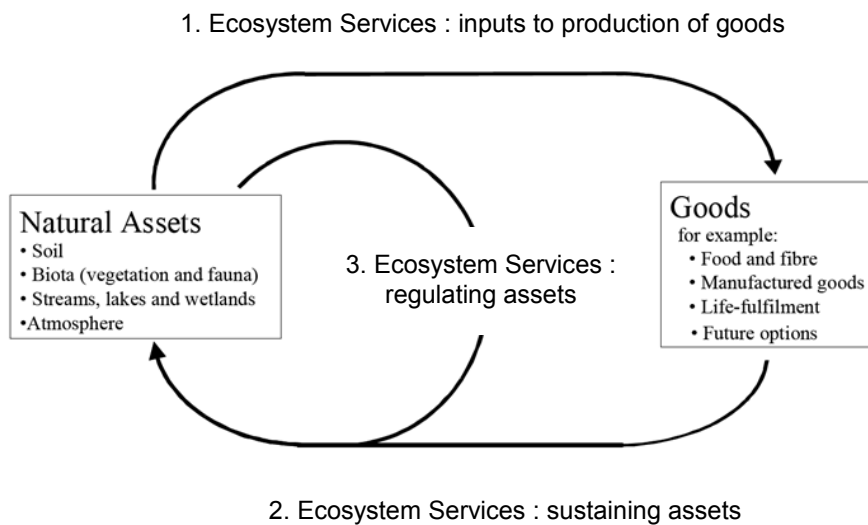 1. Ecosystem Services : inputs to production of goods
Natural Assets
• Soil
• Biota (vegetation and fauna)
• Streams, lakes and wetlands
•Atmosphere
3. Ecosystem Services :
regulating assets
Goods
for example:
• Food and fibre
• Manufactured goods
• Life-fulfilment
• Future options
2. Ecosystem Services : sustaining assets